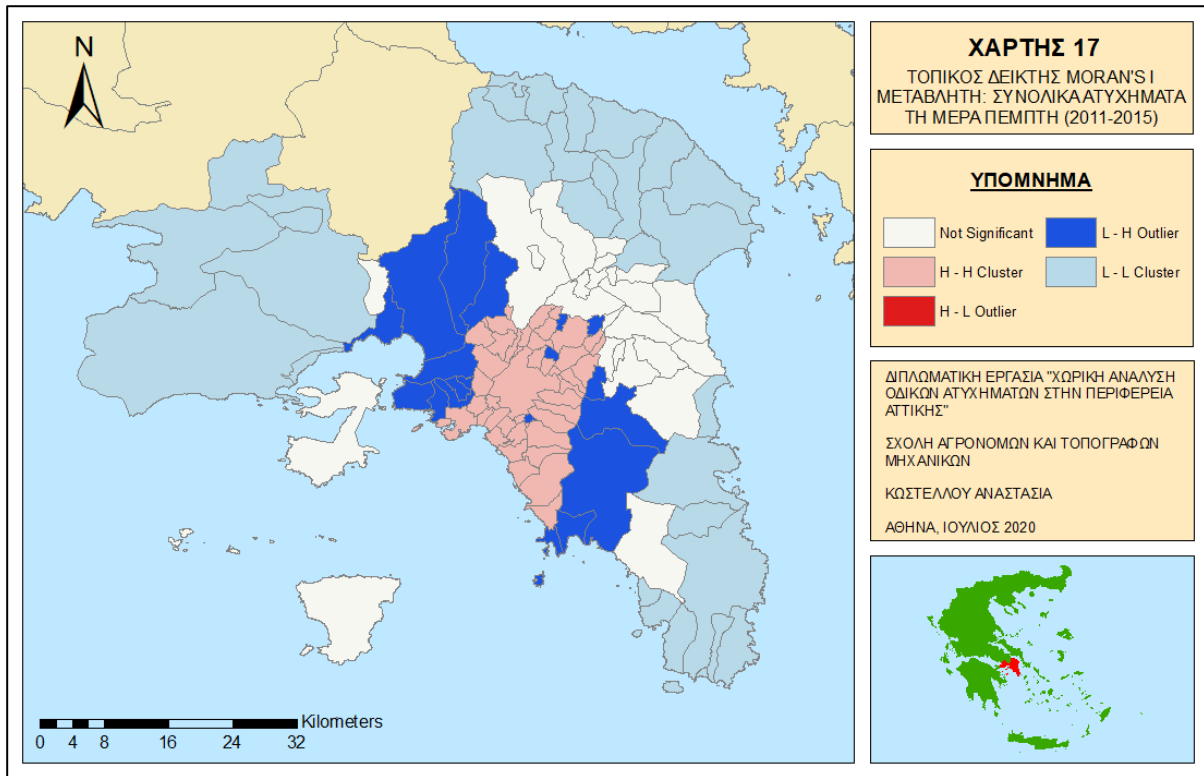 N
Kilometers
0 4 8 16 24 32
ΧΑΡΤΗΣ 17
ΤΟΠΙΚΟΣ ΔΕΙΚΤΗΣ MORAN'S I
ΜΕΤΑΒΛΗΤΗ: ΣΥΝΟΛΙΚΑ ΑΤΥΧΗΜΑΤΑ
ΤΗ ΜΕΡΑ ΠΕΜΠΤΗ (2011-2015)
ΥΠΟΜΝΗΜΑ
Not Significant
L - H Outlier
H - H Cluster
L - L Cluster
H - L Outlier
ΔΙΠΛΩΜΑΤΙΚΗ ΕΡΓΑΣΙΑ "ΧΩΡΙΚΗ ΑΝΑΛΥΣΗ
ΟΔΙΚΩΝ ΑΤΥΧΗΜΑΤΩΝ ΣΤΗΝ ΠΕΡΙΦΕΡΕΙΑ
ΑΤΤΙΚΗΣ"
ΣΧΟΛΗ ΑΓΡΟΝΟΜΩΝ ΚΑΙ ΤΟΠΟΓΡΑΦΩΝ
ΜΗΧΑΝΙΚΩΝ
ΚΩΣΤΕΛΛΟΥ ΑΝΑΣΤΑΣΙΑ
ΑΘΗΝΑ, ΙΟΥΛΙΟΣ 2020